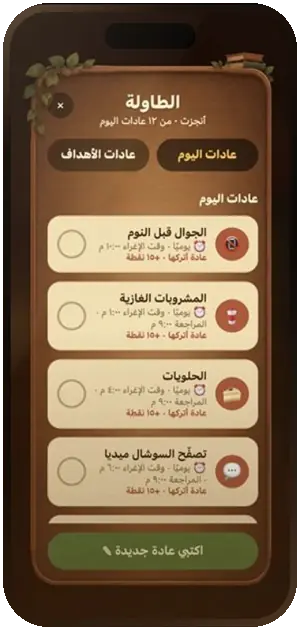 ×
الطاولة
أنجزت ٠ من ١٢ عادات اليوم
عادات اليوم
عادات الأهداف
عادات اليوم
الجوال قبل النوم
⏰ يوميًا · وقت الإغراء ١٠:٠٠ م
عادة أتركها · +١٥ نقطة
المشروبات الغازية
⏰ يوميًا · وقت الإغراء ١:٠٠ م ·
المراجعة ٩:٠٠ م
عادة أتركها · +١٥ نقطة
الحلويات
⏰ يوميًا · وقت الإغراء ٤:٠٠ م ·
المراجعة ٩:٠٠ م
عادة أتركها · +١٥ نقطة
تصفّح السوشال ميديا
⏰ يوميًا · وقت الإغراء ٦:٠٠ م
· المراجعة ٩:٠٠ م
عادة أتركها · +١٥ نقطة
اكتبي عادة جديدة ✎